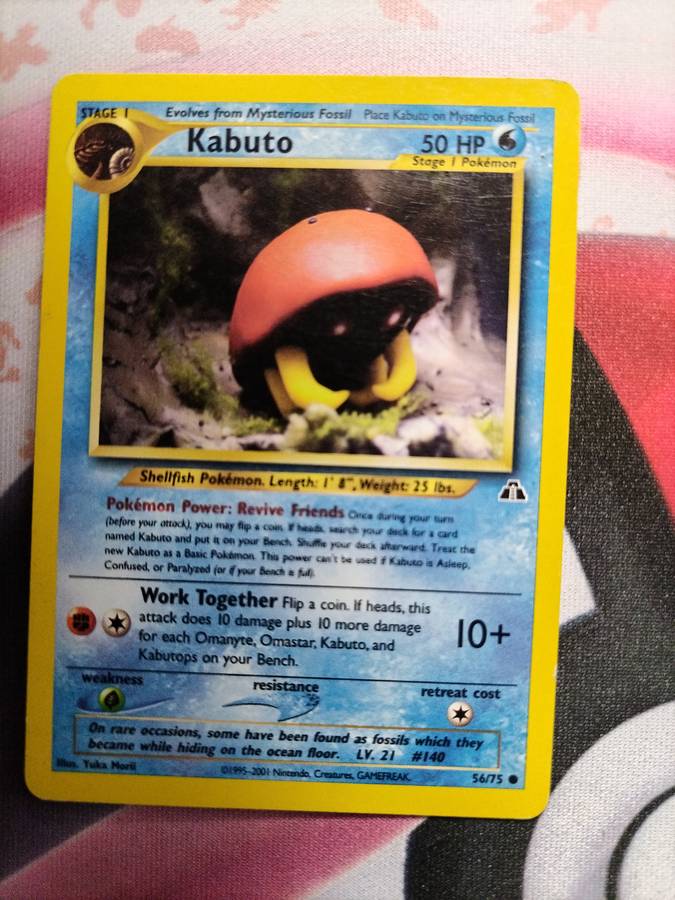 STAGE 1
Evolves from Mysterious Fossil Place Kabuto on Mysterious Fossil
Kabuto
50 HP
Stage 1 Pokémon
Shellfish Pokémon. Length: 1' 8", Weight: 25 lbs.
Pokémon Power: Revive Friends Once during your turn
(before your attack), you may flip a coin. If heads, search your deck for a card
named Kabuto and put it on your Bench. Shuffle your deck afterward. Treat the
new Kabuto as a Basic Pokémon. This power can't be used if Kabuto is Asleep,
Confused, or Paralyzed (or if your Bench is full).
Work Together Flip a coin. If heads, this
attack does 10 damage plus 10 more damage
for each Omanyte, Omastar, Kabuto, and
Kabutops on your Bench.
10+
weakness
resistance
retreat cost
On rare occasions, some have been found as fossils which they
became while hiding on the ocean floor. LV. 21 #140
Illus. Yuka Morii
©1995-2001 Nintendo, Creatures, GAMEFREAK.
56/75